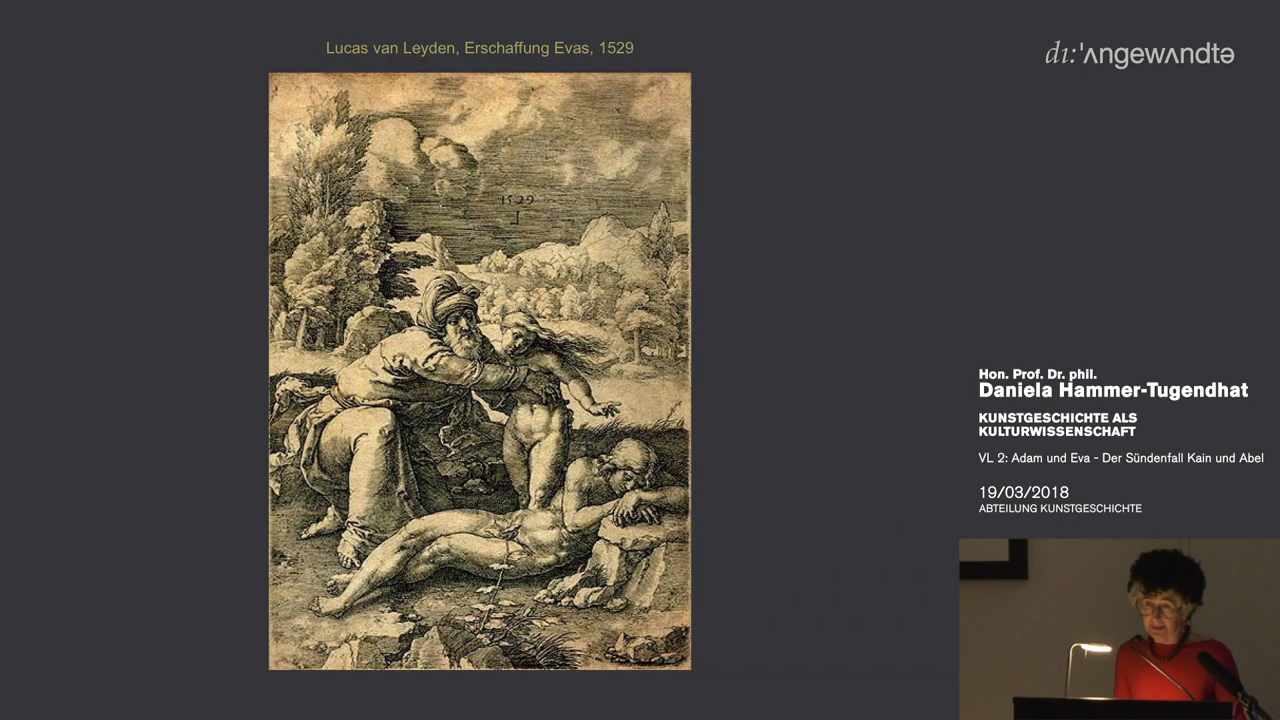 Lucas van Leyden, Erschaffung Evas, 1529
dı:ˈʌngewʌndtə
1529
Hon. Prof. Dr. phil.
Daniela Hammer-Tugendhat
KUNSTGESCHICHTE ALS
KULTURWISSENSCHAFT
VL 2: Adam und Eva - Der Sündenfall Kain und Abel
19/03/2018
ABTEILUNG KUNSTGESCHICHTE